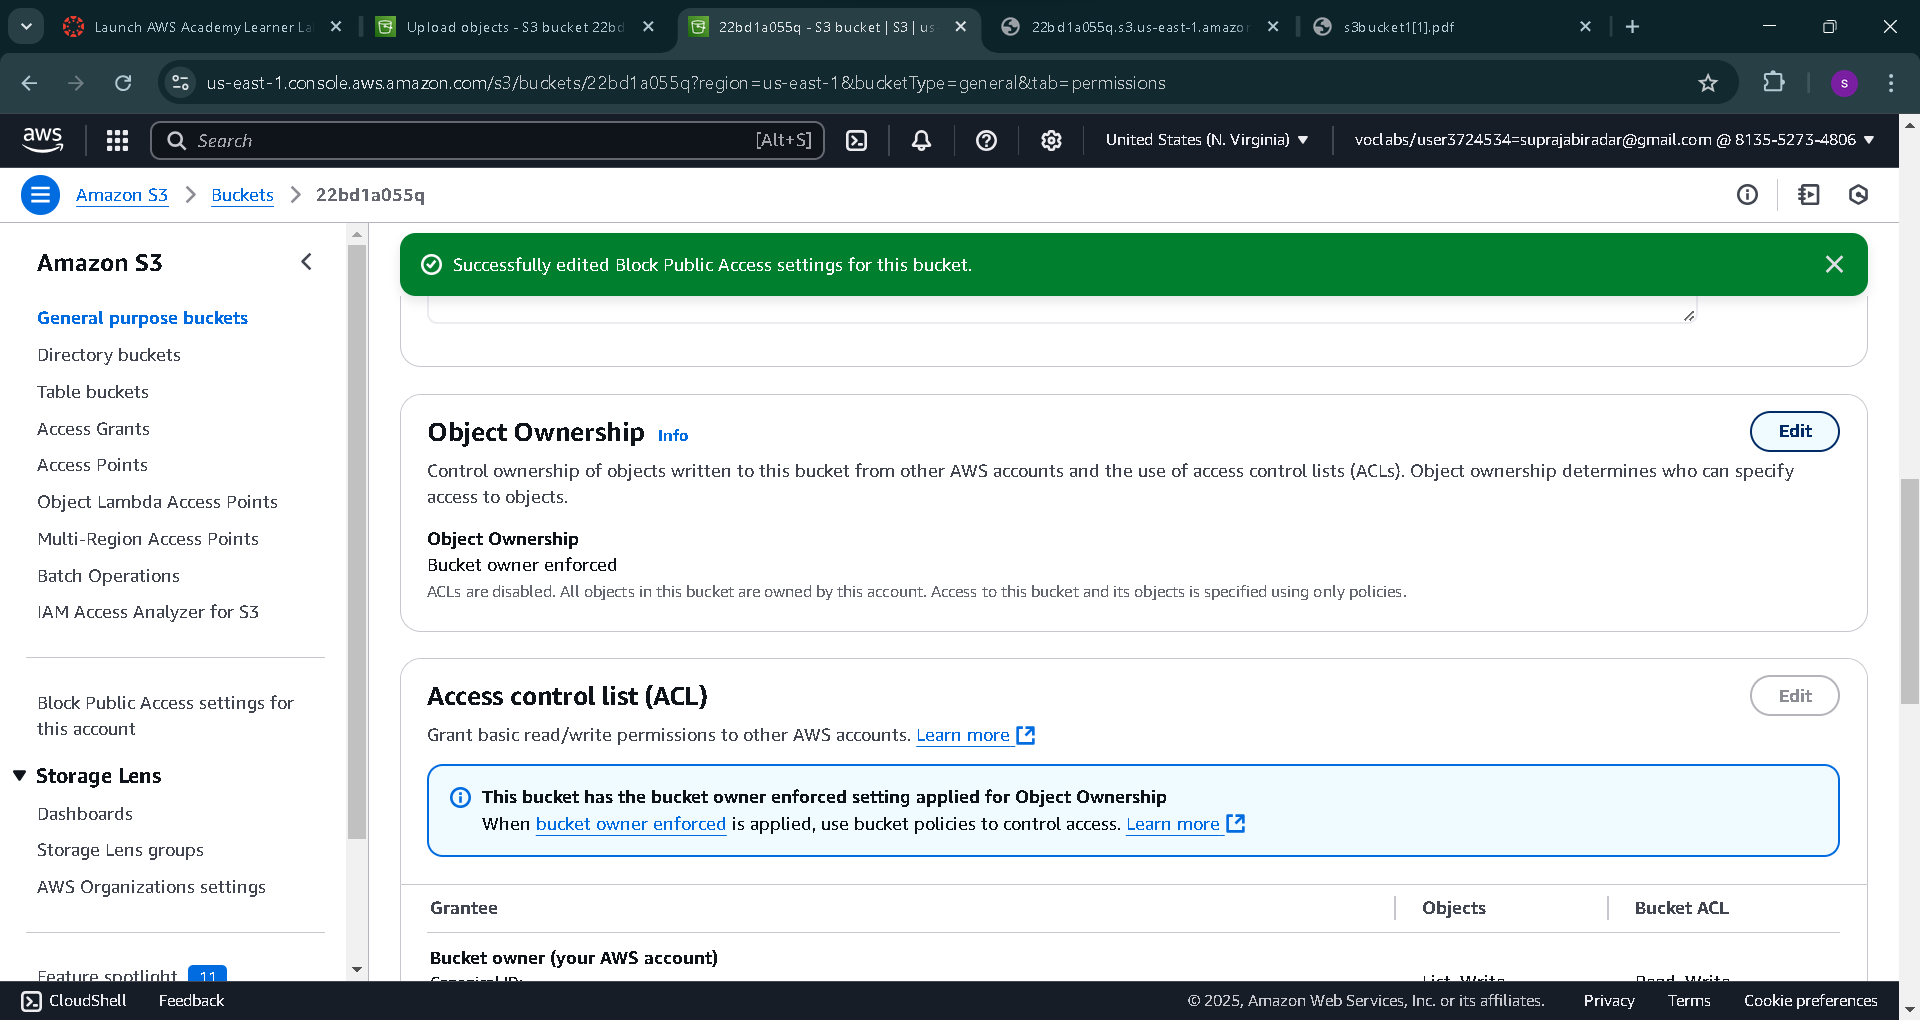 Launch AWS Academy Learner La
Upload objects - S3 bucket 22bd
22bd1a055q - S3 bucket | S3 | us-
22bd1a055q.s3.us-east-1.amazor
s3bucket1[1].pdf
us-east-1.console.aws.amazon.com/s3/buckets/22bd1a055q?region=us-east-1&bucketType=general&tab=permissions
s
aws
Search
[Alt+S]
United States (N. Virginia)
voclabs/user3724534=suprajabiradar@gmail.com @ 8135-5273-4806
Amazon S3
Buckets
22bd1a055q
Amazon S3
General purpose buckets
Directory buckets
Table buckets
Access Grants
Access Points
Object Lambda Access Points
Multi-Region Access Points
Batch Operations
IAM Access Analyzer for S3
Block Public Access settings for
this account
Storage Lens
Dashboards
Storage Lens groups
AWS Organizations settings
Feature spotlight 11
Successfully edited Block Public Access settings for this bucket.
Object Ownership Info
Edit
Control ownership of objects written to this bucket from other AWS accounts and the use of access control lists (ACLs). Object ownership determines who can specify
access to objects.
Object Ownership
Bucket owner enforced
ACLs are disabled. All objects in this bucket are owned by this account. Access to this bucket and its objects is specified using only policies.
Access control list (ACL)
Edit
Grant basic read/write permissions to other AWS accounts. Learn more
This bucket has the bucket owner enforced setting applied for Object Ownership
When bucket owner enforced is applied, use bucket policies to control access. Learn more
Grantee
Objects
Bucket ACL
Bucket owner (your AWS account)
Canonical ID:
List, Write
Read, Write
CloudShell
Feedback
© 2025, Amazon Web Services, Inc. or its affiliates.
Privacy
Terms
Cookie preferences